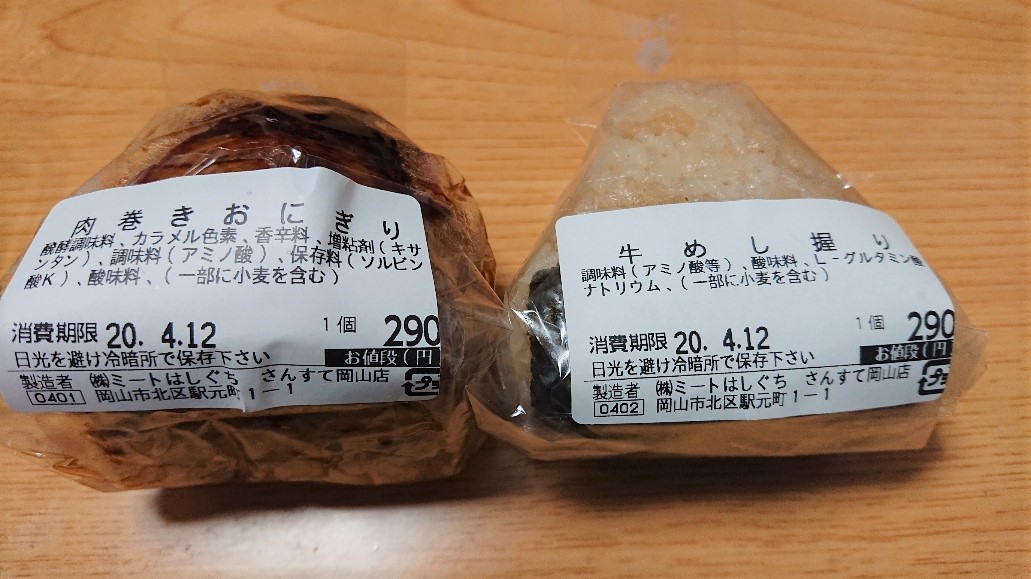 肉巻きおにぎり
醗酵調味料、カラメル色素、香辛料、増粘剤(キサ
ンタン)、調味料(アミノ酸)、保存料(ソルビン
酸K)、酸味料、(一部に小麦を含む)
消費期限 20. 4.12
1個 290
日光を避け冷暗所で保存下さい
お値段(円
製造者 ㈱ミートはしぐち さんすて岡山店
0401 岡山市北区駅元町1-1
プラ
牛めし握り
調味料(アミノ酸等)、酸味料、L-グルタミン酸
ナトリウム、(一部に小麦を含む)
消費期限 20. 4.12
1個 290
日光を避け冷暗所で保存下さい
お値段(円
製造者 ㈱ミートはしぐち さんすて岡山店
0402 岡山市北区駅元町1-1
プラ